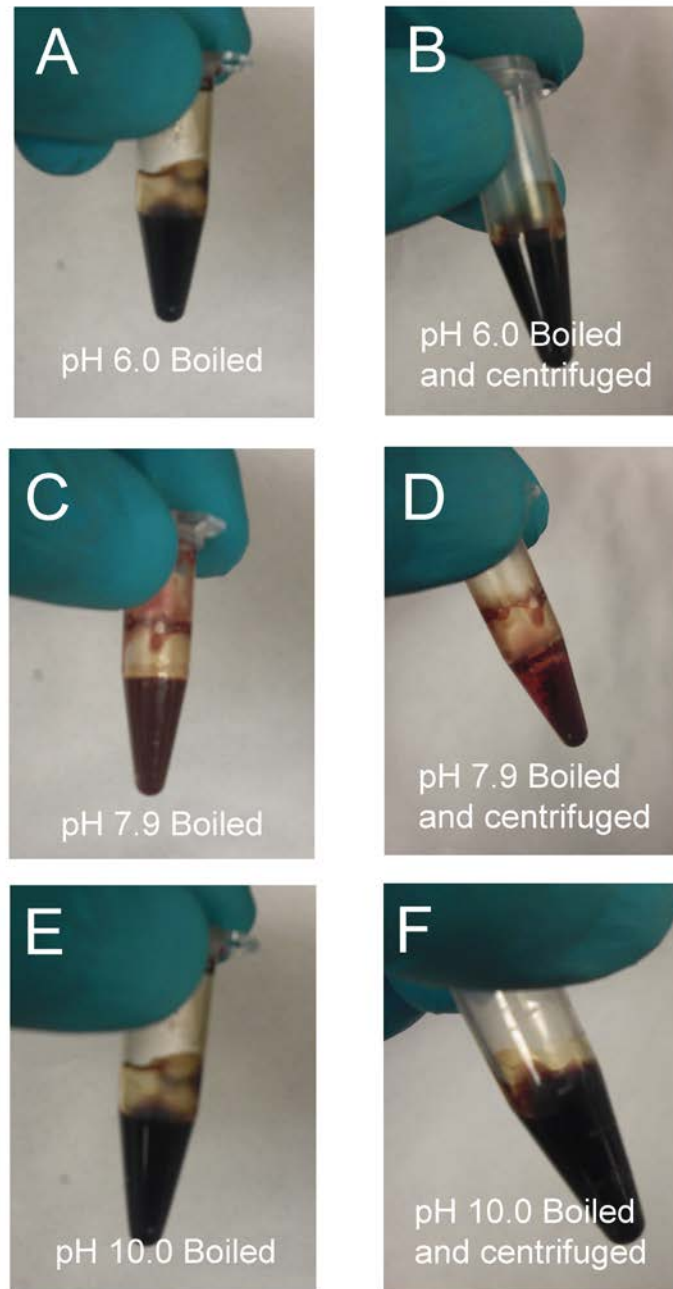 A
B
pH 6.0 Boiled
pH 6.0 Boiled
and centrifuged
C
D
pH 7.9 Boiled
pH 7.9 Boiled
and centrifuged
E
F
pH 10.0 Boiled
pH 10.0 Boiled
and centrifuged